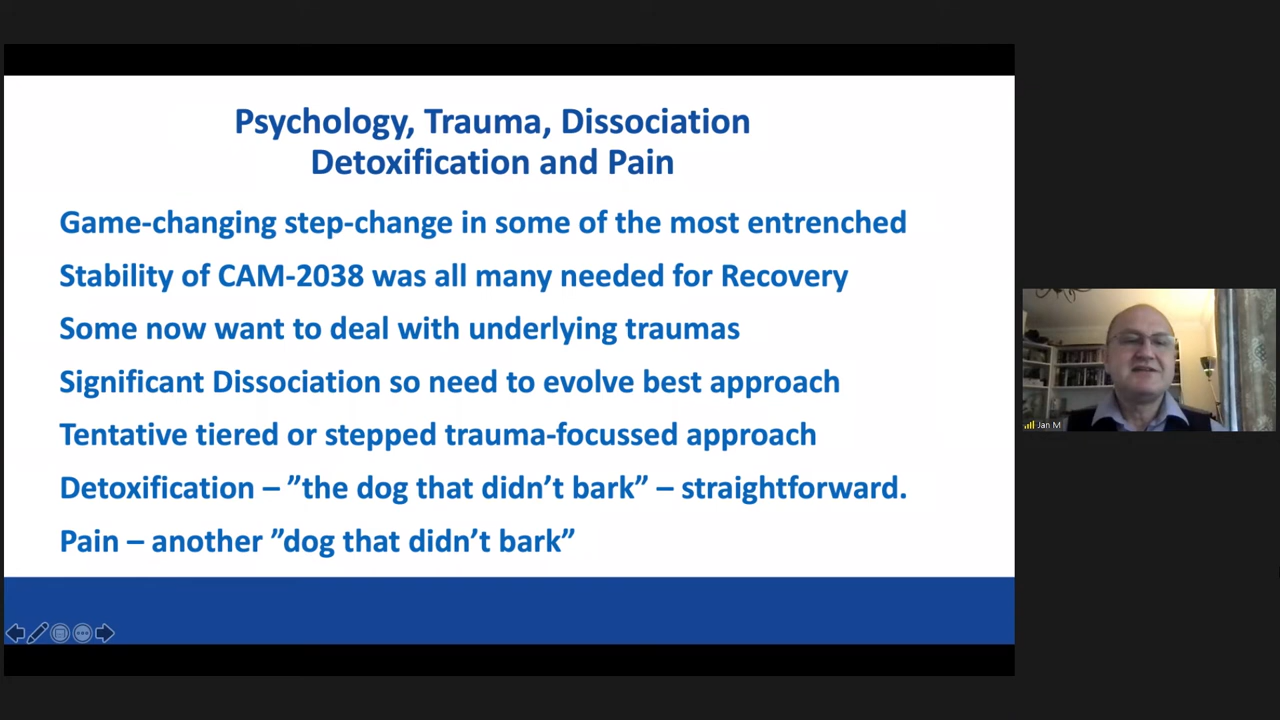 Psychology, Trauma, Dissociation
Detoxification and Pain
Game-changing step-change in some of the most entrenched
Stability of CAM-2038 was all many needed for Recovery
Some now want to deal with underlying traumas
Significant Dissociation so need to evolve best approach
Tentative tiered or stepped trauma-focussed approach
Detoxification – ”the dog that didn’t bark” – straightforward.
Pain – another ”dog that didn’t bark”
Jan M